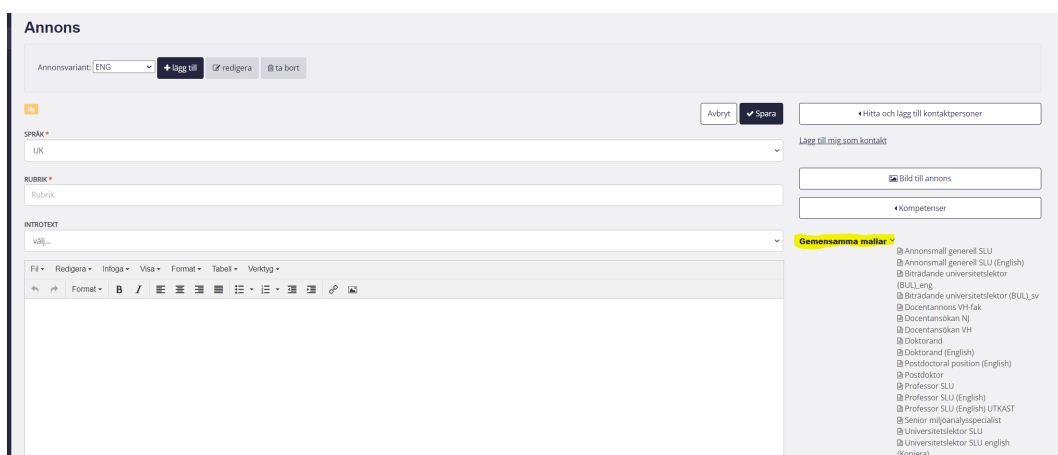 Annons
Annonsvariant: ENG
lägg till
redigera
ta bort
Ny
Avbryt
Spara
SPRÅK *
UK
RUBRIK *
Rubrik
INTROTEXT
välj...
Fil Redigera Infoga Visa Format Tabell Verktyg
Format B I
Hitta och lägg till kontaktpersoner
Lägg till mig som kontakt
Bild till annons
Kompetenser
Gemensamma mallar
Annonsmall generell SLU
Annonsmall generell SLU (English)
Biträdande universitetslektor
(BUL)_eng
Biträdande universitetslektor (BUL)_sv
Docentannons VH-fak
Docentansökan NJ
Docentansökan VH
Doktorand
Doktorand (English)
Postdoctoral position (English)
Postdoktor
Professor SLU
Professor SLU (English)
Professor SLU (English) UTKAST
Senior miljöanalysspecialist
Universitetslektor SLU
Universitetslektor SLU english
(Kopiera)